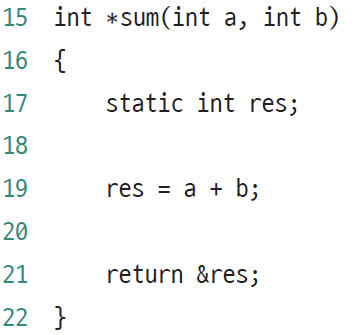 15 int *sum(int a, int b)
16 {
17     static int res;
18
19     res = a + b;
20
21     return &res;
22 }